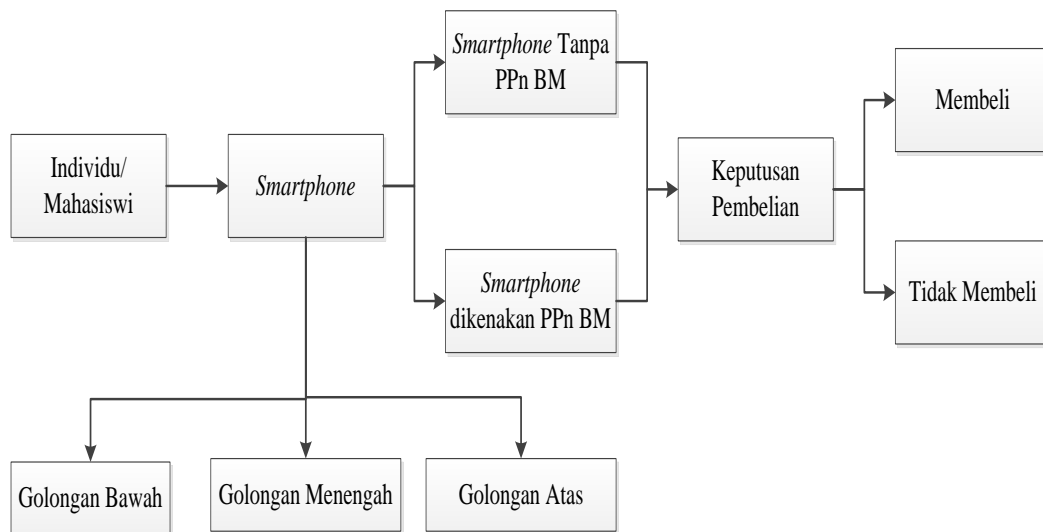 Individu/
Mahasiswi
Smartphone
Smartphone Tanpa
PPn BM
Smartphone
dikenakan PPn BM
Keputusan
Pembelian
Membeli
Tidak Membeli
Golongan Bawah
Golongan Menengah
Golongan Atas